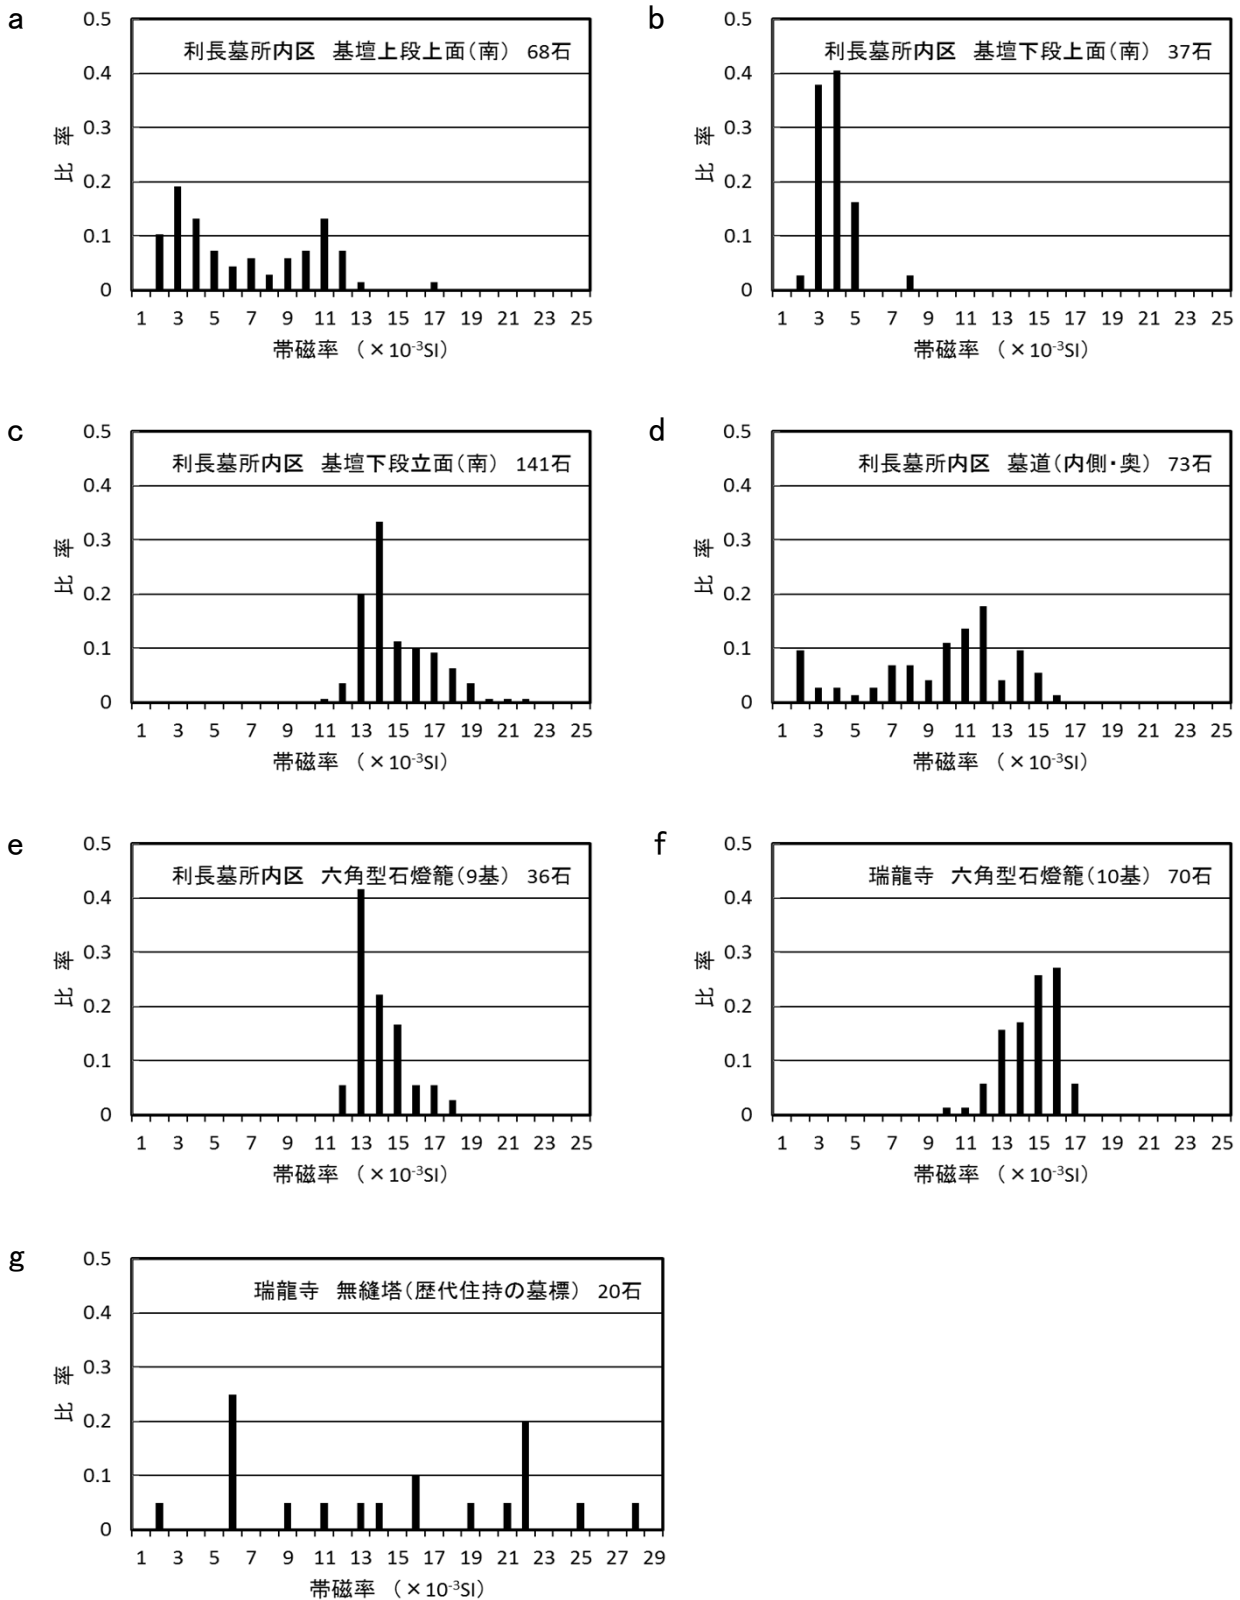 a
利長墓所内区 基壇上段上面(南) 68石
0.5
0.4
0.3
0.2
0.1
0
比率
1 3 5 7 9 11 13 15 17 19 21 23 25
帯磁率 (×10⁻³SI)
b
利長墓所内区 基壇下段上面(南) 37石
0.5
0.4
0.3
0.2
0.1
0
比率
1 3 5 7 9 11 13 15 17 19 21 23 25
帯磁率 (×10⁻³SI)
c
利長墓所内区 基壇下段立面(南) 141石
0.5
0.4
0.3
0.2
0.1
0
比率
1 3 5 7 9 11 13 15 17 19 21 23 25
帯磁率 (×10⁻³SI)
d
利長墓所内区 墓道(内側・奥) 73石
0.5
0.4
0.3
0.2
0.1
0
比率
1 3 5 7 9 11 13 15 17 19 21 23 25
帯磁率 (×10⁻³SI)
e
利長墓所内区 六角型石燈籠(9基) 36石
0.5
0.4
0.3
0.2
0.1
0
比率
1 3 5 7 9 11 13 15 17 19 21 23 25
帯磁率 (×10⁻³SI)
f
瑞龍寺 六角型石燈籠(10基) 70石
0.5
0.4
0.3
0.2
0.1
0
比率
1 3 5 7 9 11 13 15 17 19 21 23 25
帯磁率 (×10⁻³SI)
g
瑞龍寺 無縫塔(歴代住持の墓標) 20石
0.5
0.4
0.3
0.2
0.1
0
比率
1 3 5 7 9 11 13 15 17 19 21 23 25 27 29
帯磁率 (×10⁻³SI)